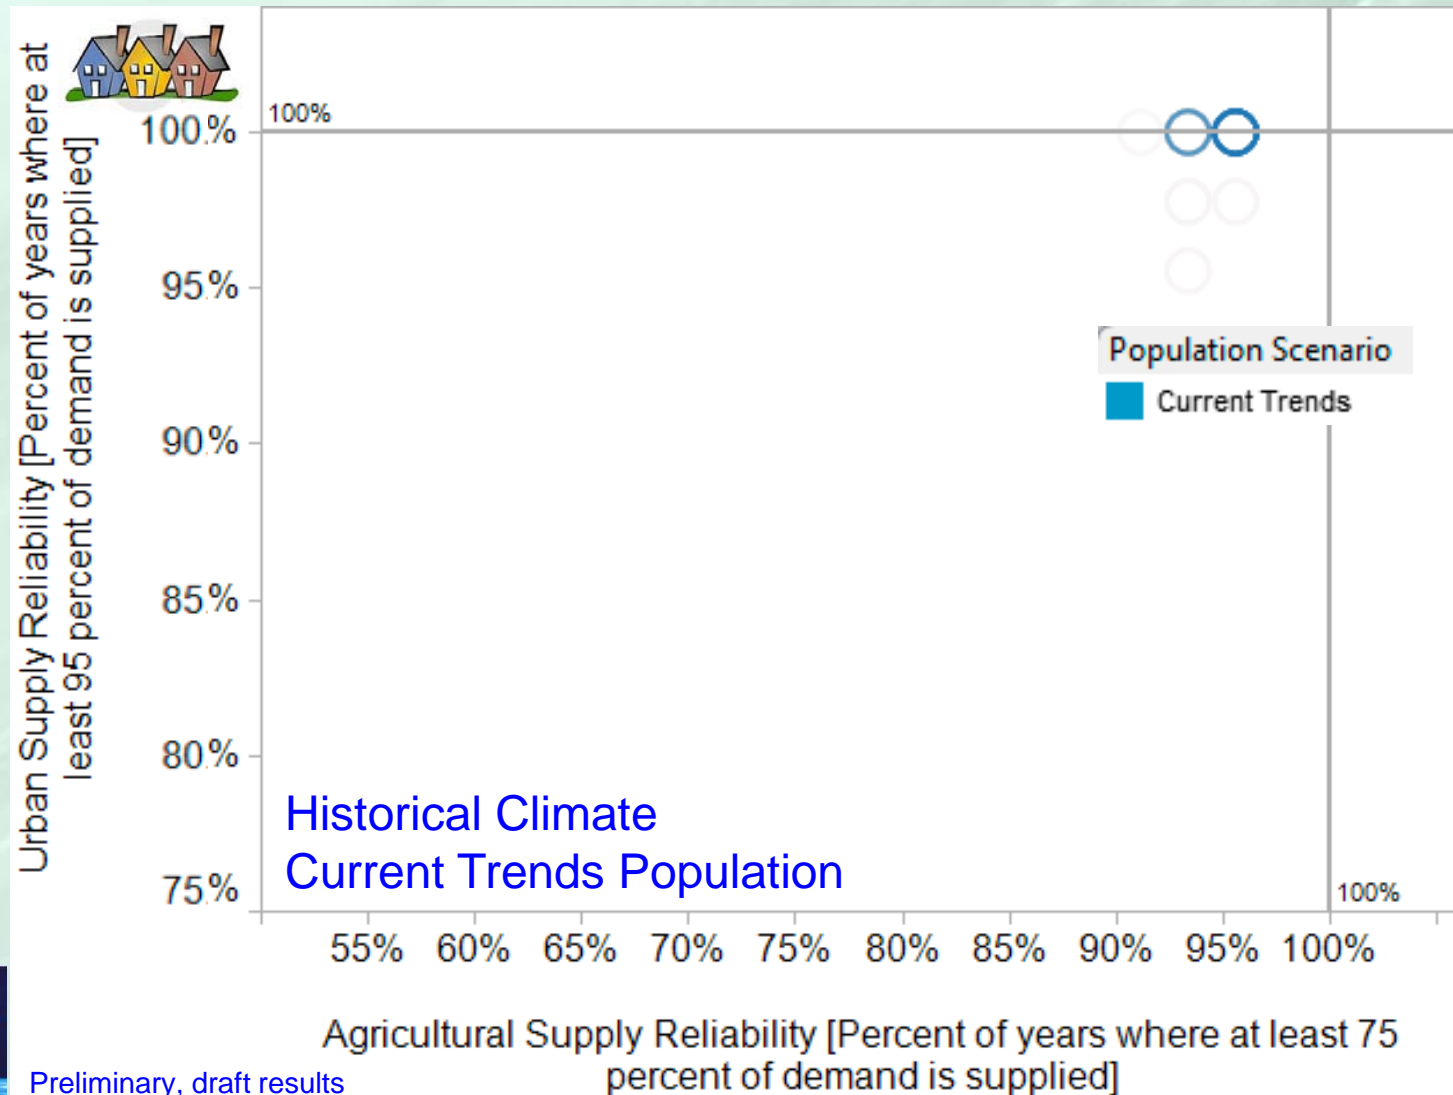 Urban Supply Reliability [Percent of years where at
least 95 percent of demand is supplied]
100%
100%
95%
90%
85%
80%
75%
Population Scenario
Current Trends
Historical Climate
Current Trends Population
100%
55% 60% 65% 70% 75% 80% 85% 90% 95% 100%
Agricultural Supply Reliability [Percent of years where at least 75
percent of demand is supplied]
Preliminary, draft results